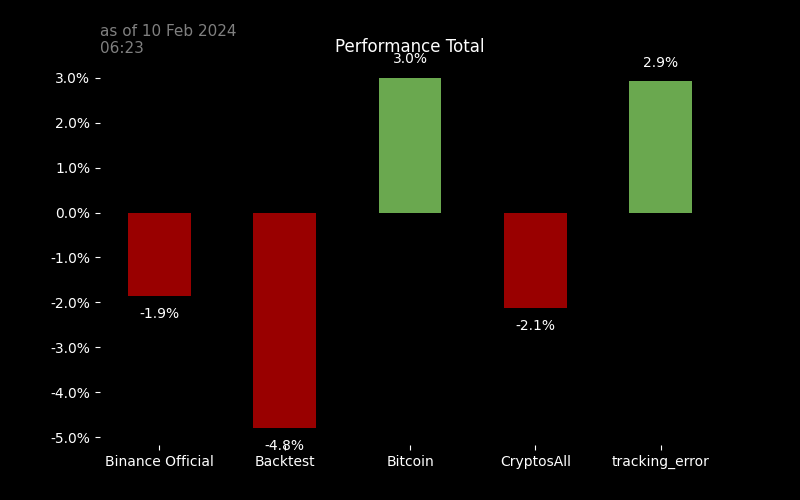 as of 10 Feb 2024
06:23
Performance Total
3.0%
2.0%
1.0%
0.0%
-1.0%
-2.0%
-3.0%
-4.0%
-5.0%
-1.9%
-4.8%
3.0%
-2.1%
2.9%
Binance Official
Backtest
Bitcoin
CryptosAll
tracking_error